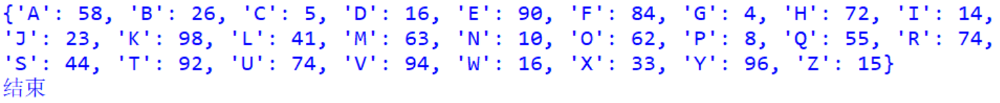 {'A': 58, 'B': 26, 'C': 5, 'D': 16, 'E': 90, 'F': 84, 'G': 4, 'H': 72, 'I': 14,
'J': 23, 'K': 98, 'L': 41, 'M': 63, 'N': 10, 'O': 62, 'P': 8, 'Q': 55, 'R': 74,
'S': 44, 'T': 92, 'U': 74, 'V': 94, 'W': 16, 'X': 33, 'Y': 96, 'Z': 15}
结束